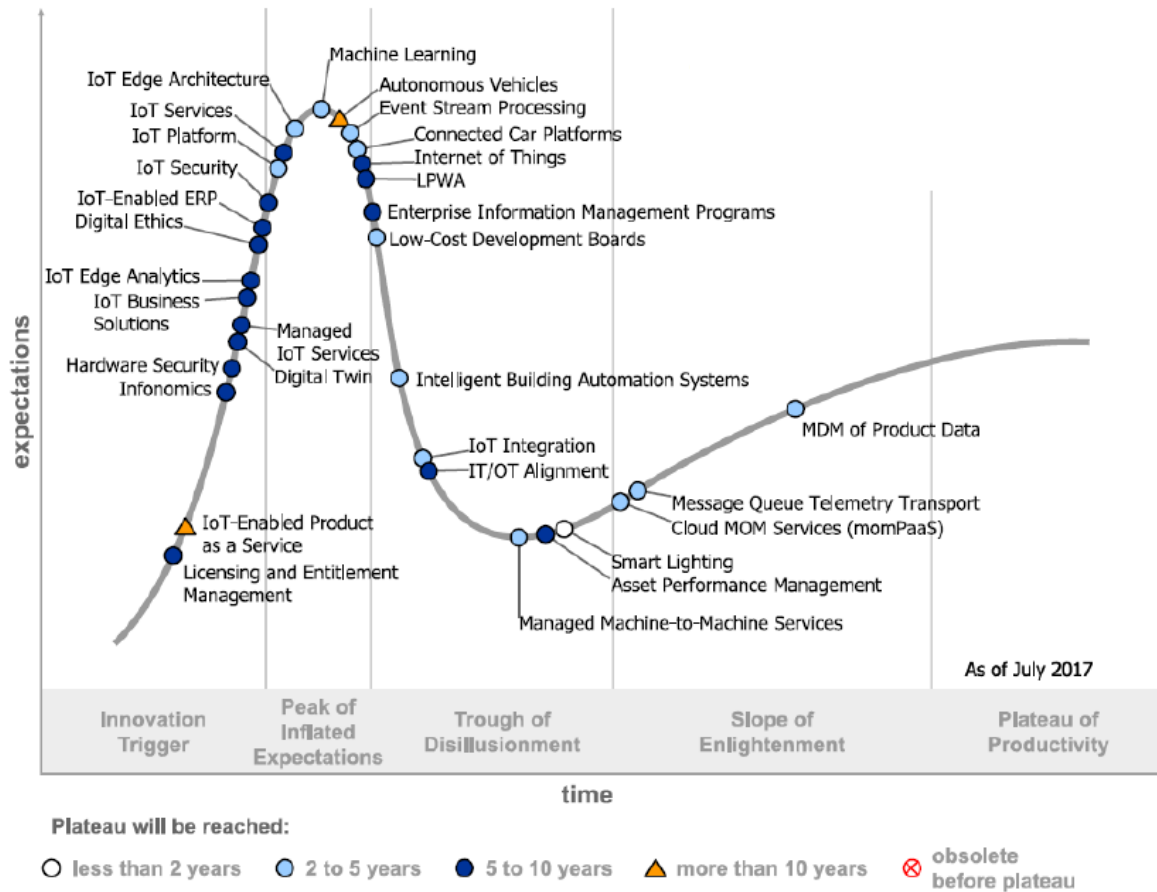 expectations
Machine Learning
IoT Edge Architecture
Autonomous Vehicles
IoT Services
Event Stream Processing
IoT Platform
Connected Car Platforms
IoT Security
Internet of Things
LPWA
IoT-Enabled ERP
Enterprise Information Management Programs
Digital Ethics
Low-Cost Development Boards
IoT Edge Analytics
IoT Business
Solutions
Managed
IoT Services
Hardware Security
Digital Twin
Infonomics
Intelligent Building Automation Systems
MDM of Product Data
IoT Integration
IT/OT Alignment
Message Queue Telemetry Transport
IoT-Enabled Product
as a Service
Cloud MOM Services (momPaaS)
Smart Lighting
Licensing and Entitlement
Management
Asset Performance Management
Managed Machine-to-Machine Services
As of July 2017
Innovation
Trigger
Peak of
Inflated
Expectations
Trough of
Disillusionment
Slope of
Enlightenment
Plateau of
Productivity
time
Plateau will be reached:
less than 2 years
2 to 5 years
5 to 10 years
more than 10 years
obsolete
before plateau